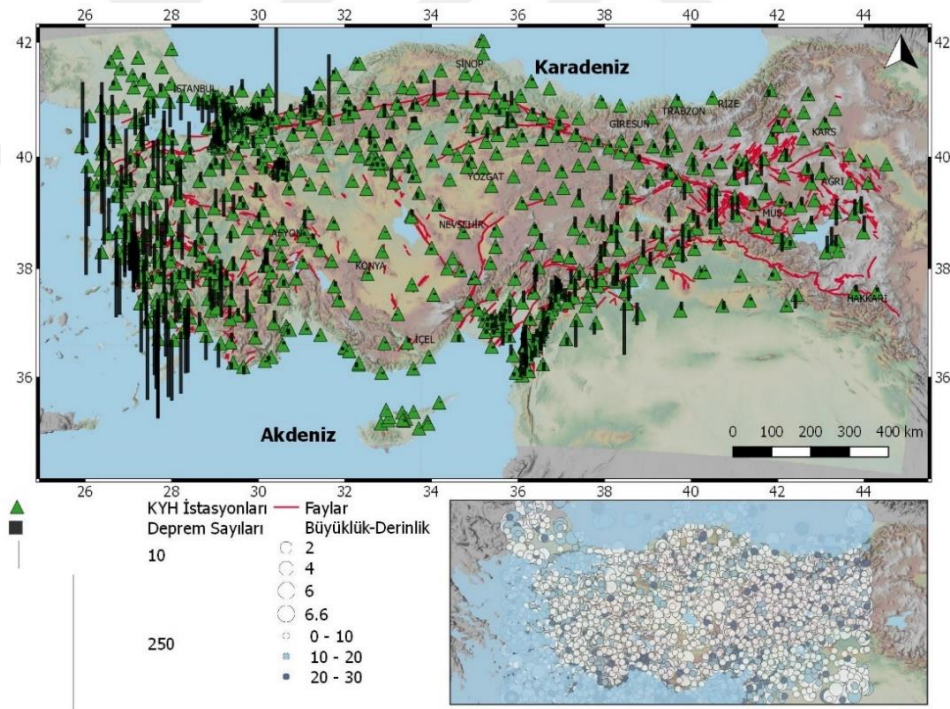 26 28 30 32 34 36 38 40 42 44
42 42
SİNOP
Karadeniz
İSTANBUL
RİZE
TRABZON
GİRESUN
KARS
40 40
YOZGAT
AĞRI
MUŞ
NEVŞEHİR
AFYON
38 38
KONYA
HAKKARİ
İÇEL
36 36
Akdeniz
0 100 200 300 400 km
26 28 30 32 34 36 38 40 42 44
KYH İstasyonları
Deprem Sayıları
10
250
Faylar
Büyüklük-Derinlik
2
4
6
6.6
0 - 10
10 - 20
20 - 30